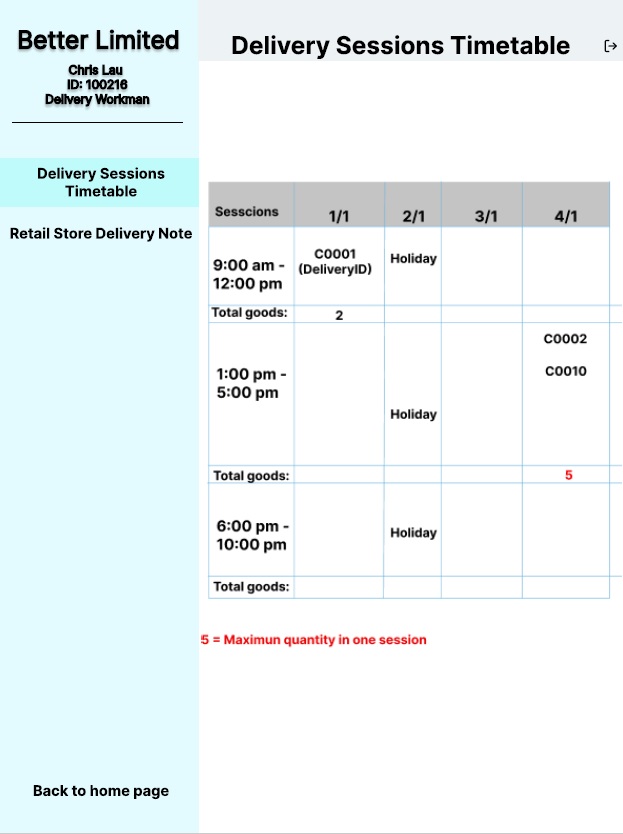 Better Limited
Chris Lau
ID: 100216
Delivery Workman
Delivery Sessions
Timetable
Retail Store Delivery Note
Back to home page
Delivery Sessions Timetable
Sesscions 1/1 2/1 3/1 4/1
9:00 am -
12:00 pm
C0001
(DeliveryID)
Holiday
Total goods: 2
1:00 pm -
5:00 pm
Holiday
C0002
C0010
Total goods: 5
6:00 pm -
10:00 pm
Holiday
Total goods:
5 = Maximun quantity in one session